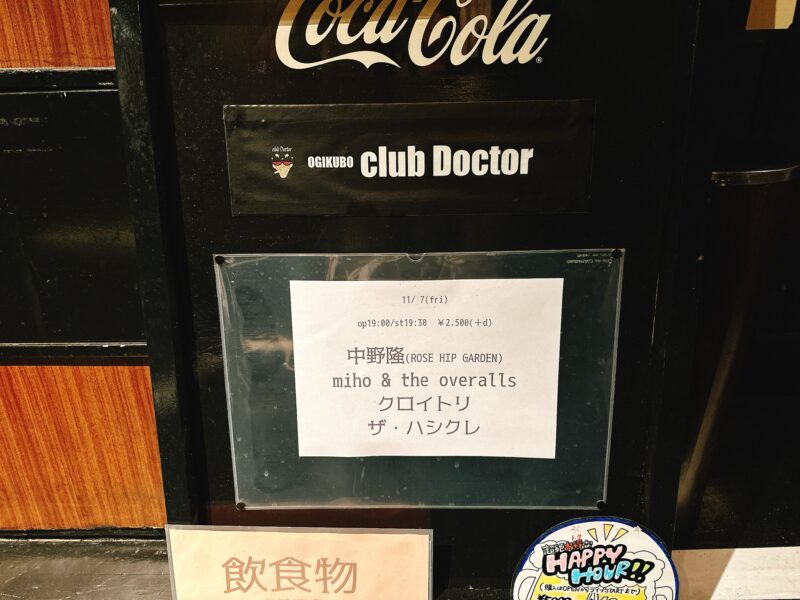 Coca-Cola
OGIKUBO club Doctor
11/ 7(fri)
op19:00/st19:30 ¥2.500(+d)
中野隆(ROSE HIP GARDEN)
miho & the overalls
クロイトリ
ザ・ハシクレ
飲食物
HAPPY
HOUR!!